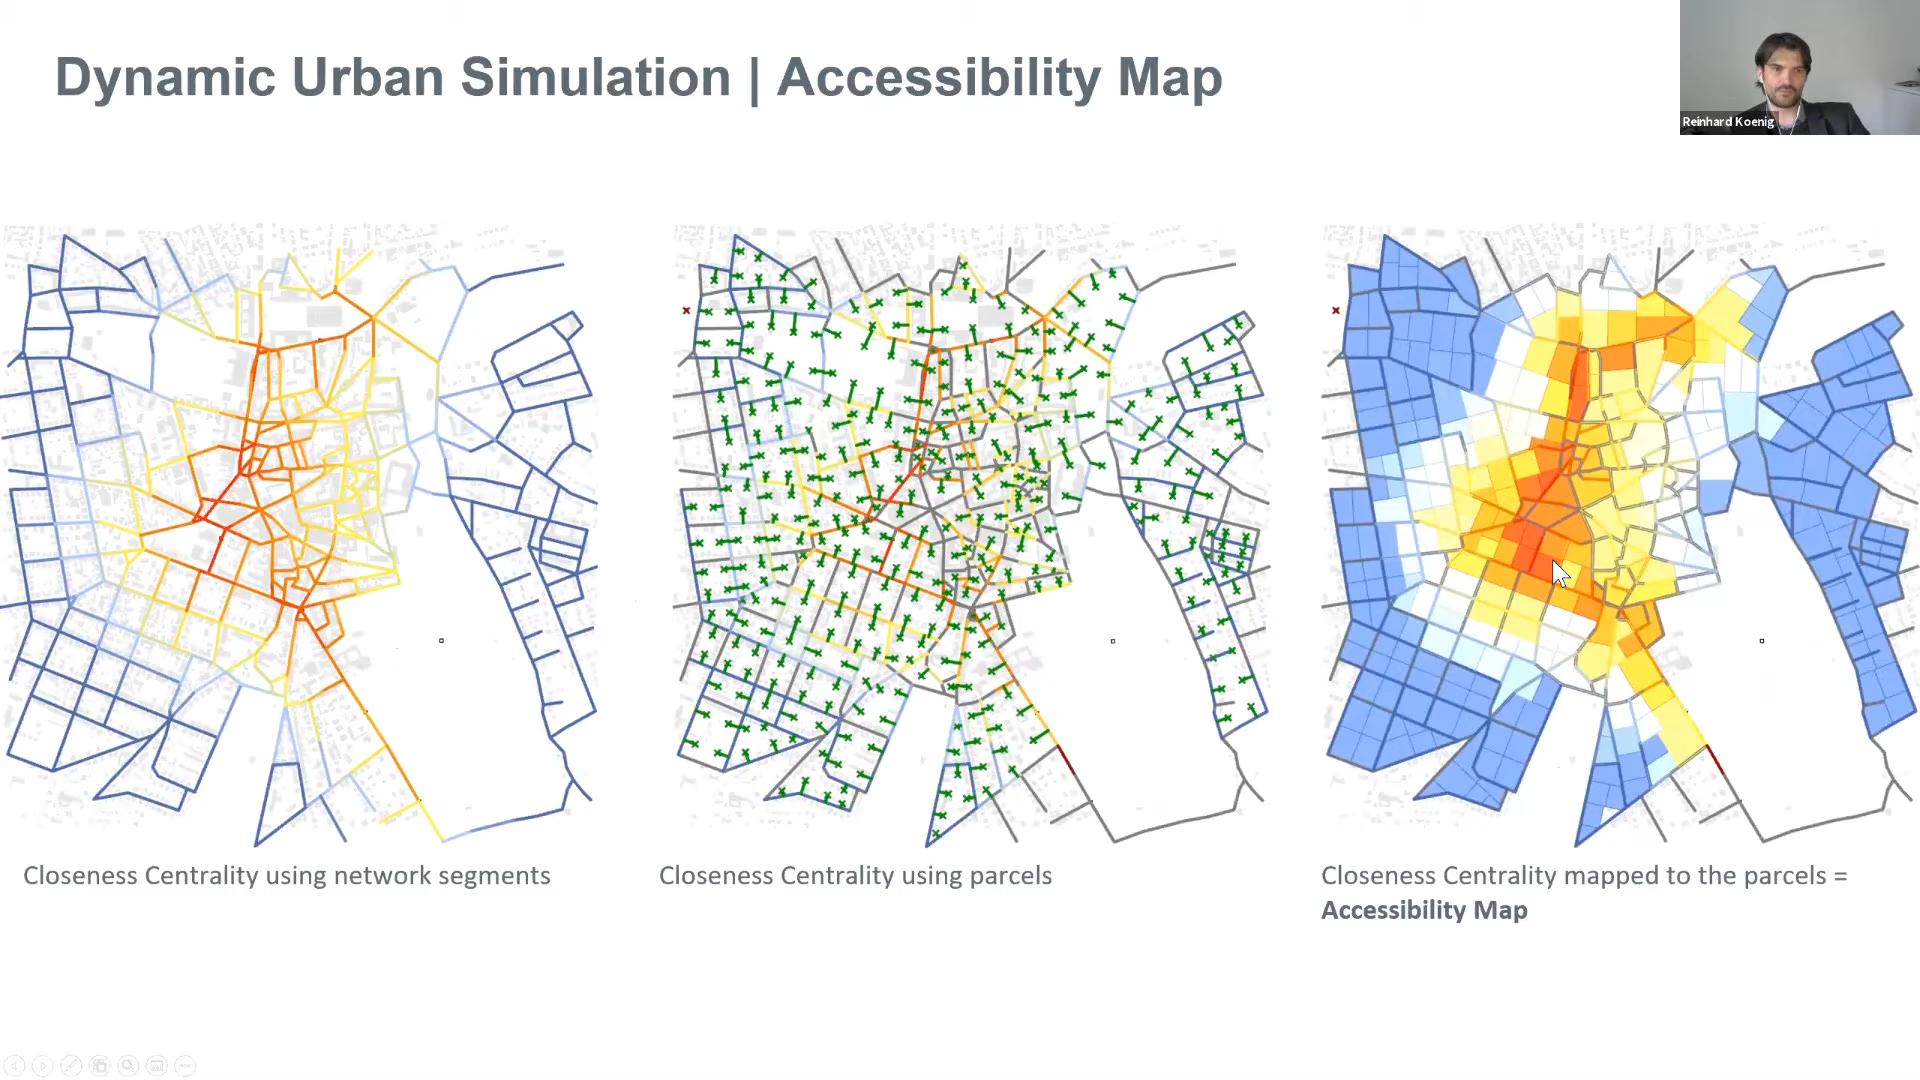 Dynamic Urban Simulation | Accessibility Map
Reinhard Koenig
Closeness Centrality using network segments
Closeness Centrality using parcels
Closeness Centrality mapped to the parcels =
Accessibility Map